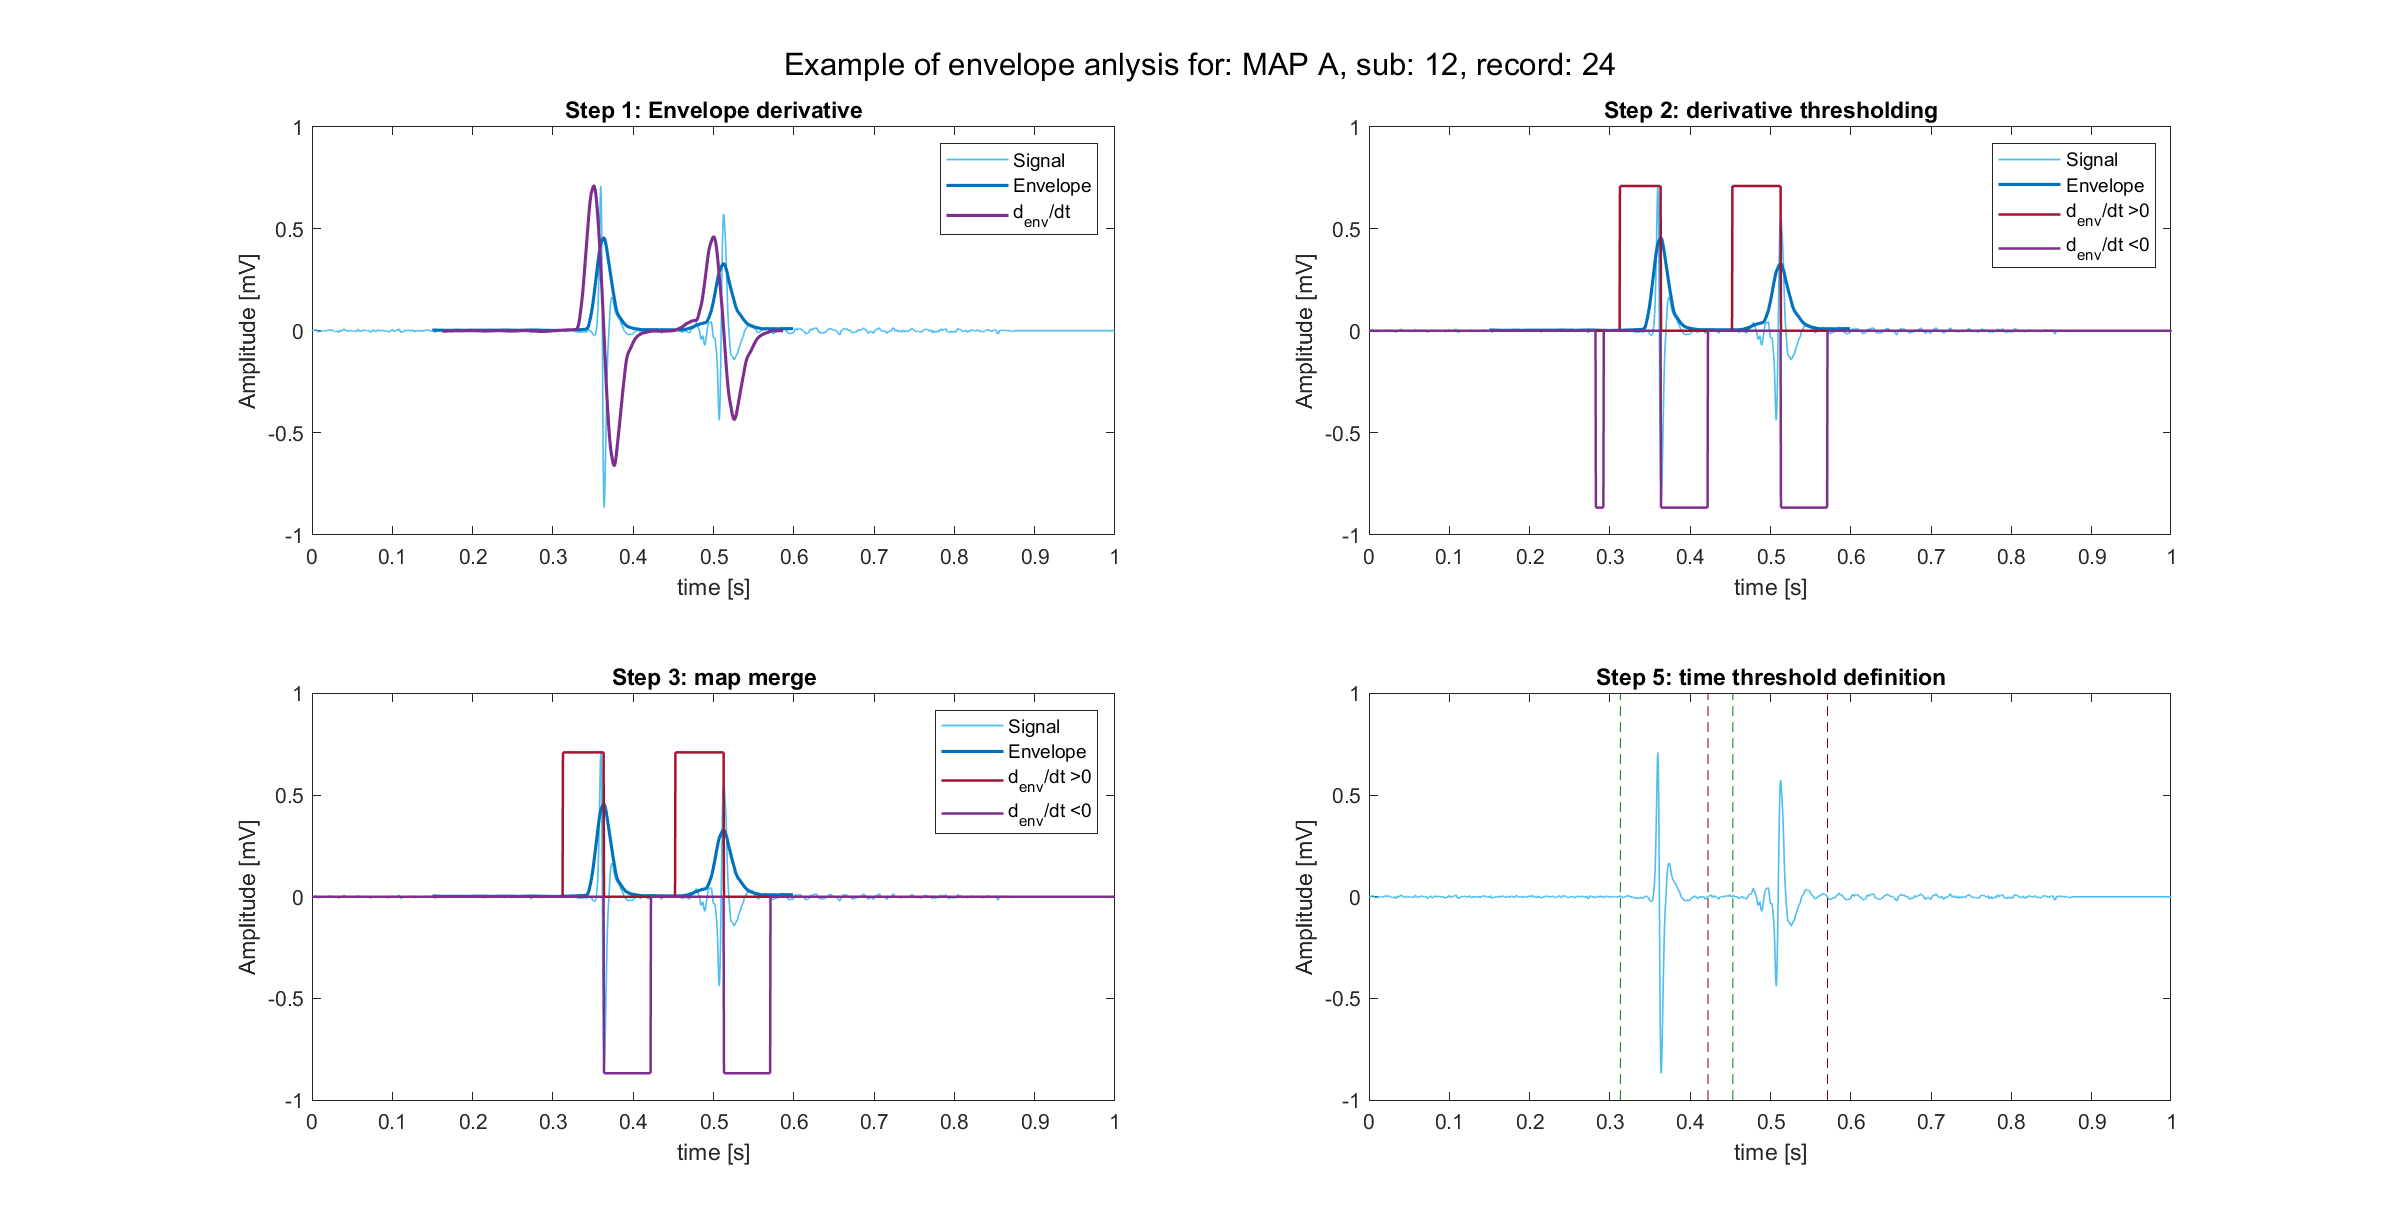 Example of envelope anlysis for: MAP A, sub: 12, record: 24
Step 1: Envelope derivative
1
0.5
0
-0.5
-1
Amplitude [mV]
0 0.1 0.2 0.3 0.4 0.5 0.6 0.7 0.8 0.9 1
time [s]
Signal
Envelope
d_env/dt
Step 2: derivative thresholding
1
0.5
0
-0.5
-1
Amplitude [mV]
0 0.1 0.2 0.3 0.4 0.5 0.6 0.7 0.8 0.9 1
time [s]
Signal
Envelope
d_env/dt >0
d_env/dt <0
Step 3: map merge
1
0.5
0
-0.5
-1
Amplitude [mV]
0 0.1 0.2 0.3 0.4 0.5 0.6 0.7 0.8 0.9 1
time [s]
Signal
Envelope
d_env/dt >0
d_env/dt <0
Step 5: time threshold definition
1
0.5
0
-0.5
-1
Amplitude [mV]
0 0.1 0.2 0.3 0.4 0.5 0.6 0.7 0.8 0.9 1
time [s]